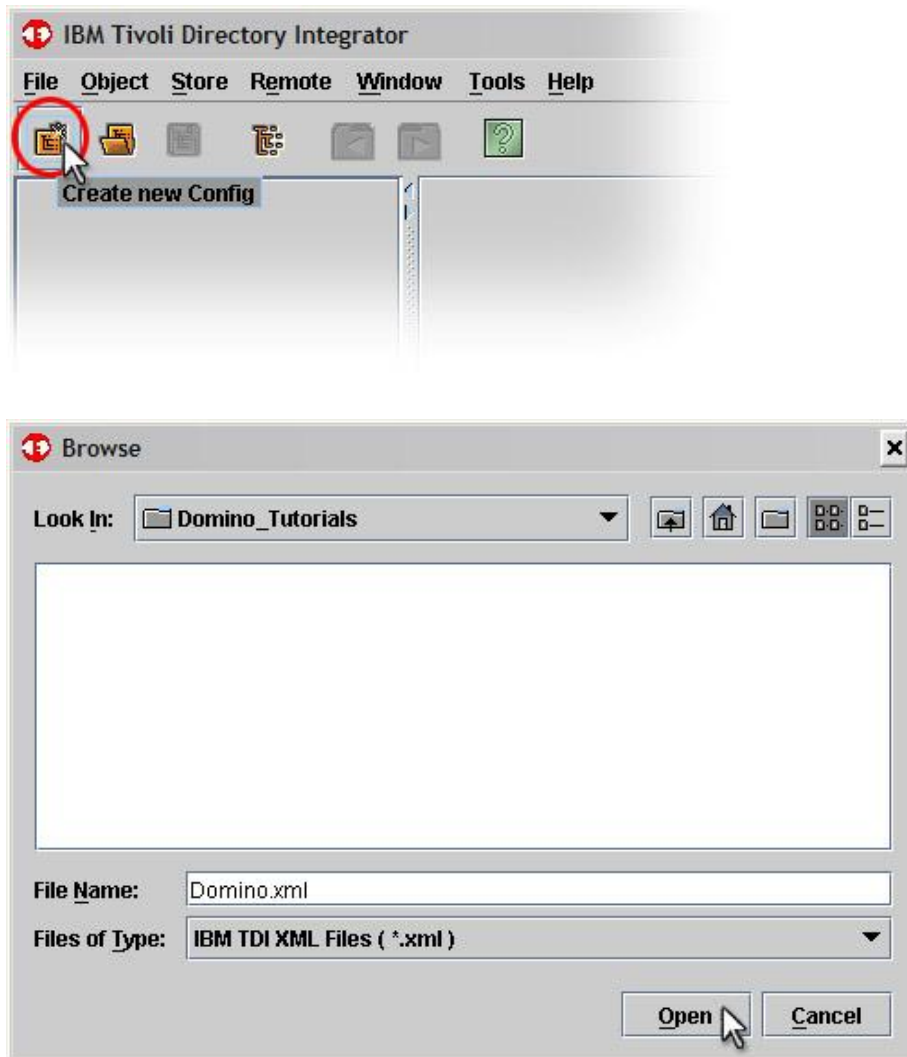 IBM Tivoli Directory Integrator
File Object Store Remote Window Tools Help
Create new Config
Browse
Look In: Domino_Tutorials
File Name: Domino.xml
Files of Type: IBM TDI XML Files ( *.xml )
Open Cancel